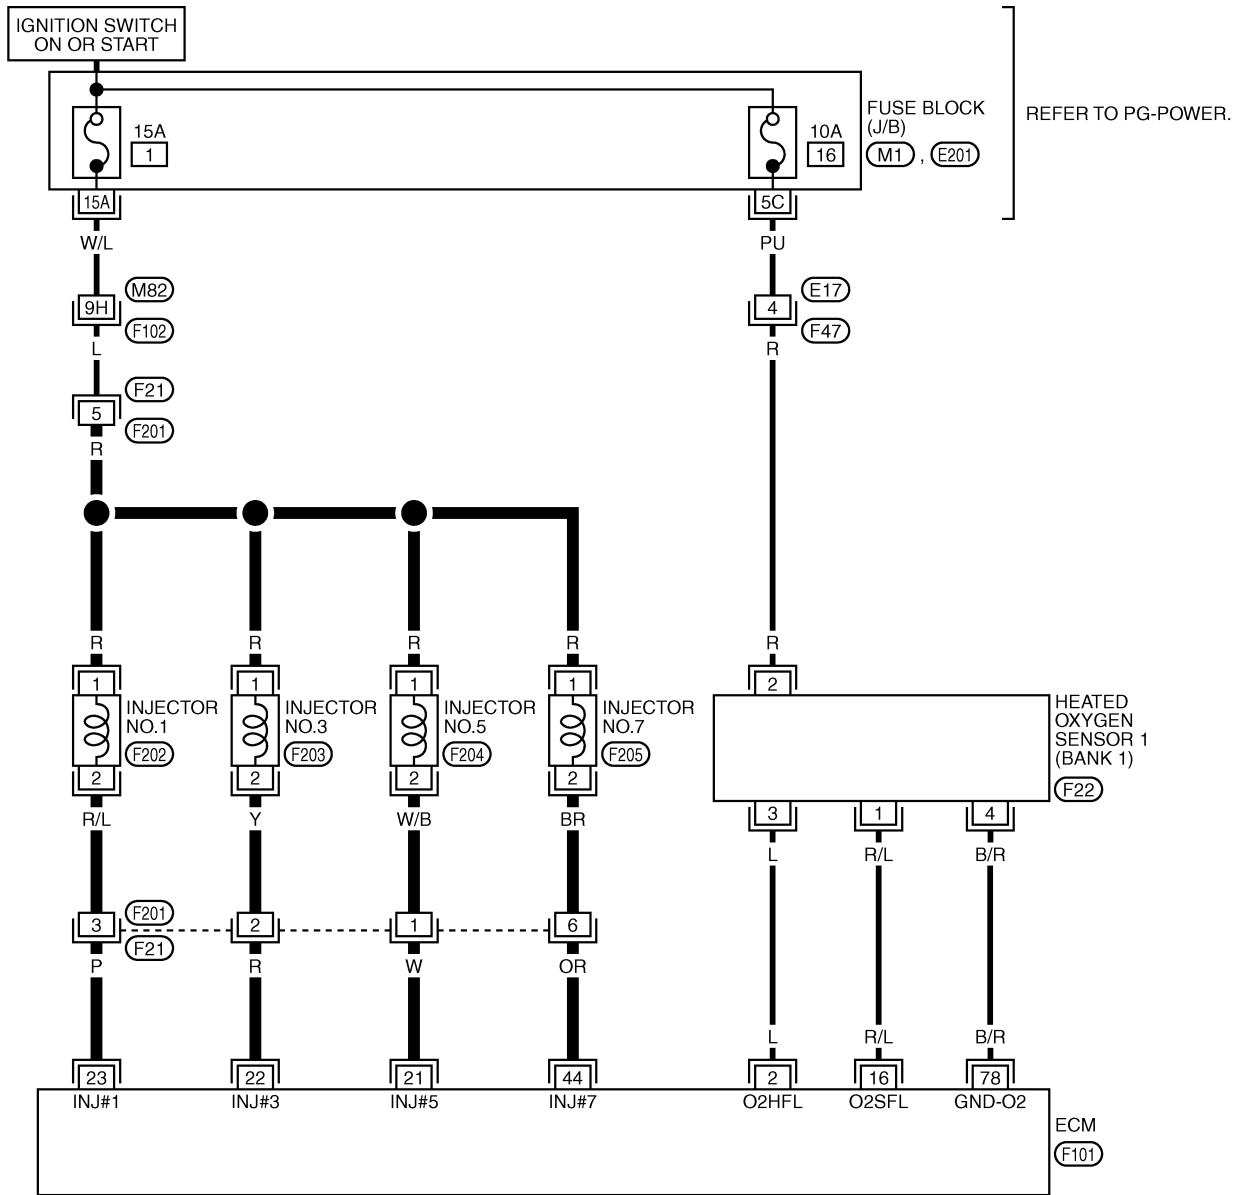 IGNITION SWITCH
ON OR START
15A
1
10A
16
FUSE BLOCK
(J/B)
M1 , E201
REFER TO PG-POWER.
15A
5C
W/L
PU
M82
E17
9H
4
F102
F47
L
R
F21
5
F201
R
R R R R R
1 1 1 1 2
INJECTOR
NO.1
F202
INJECTOR
NO.3
F203
INJECTOR
NO.5
F204
INJECTOR
NO.7
F205
HEATED
OXYGEN
SENSOR 1
(BANK 1)
F22
2 2 2 2
3 1 4
R/L Y W/B BR
L R/L B/R
F201
3 2 1 6
F21
P R W OR
L R/L B/R
23 22 21 44 2 16 78
INJ#1 INJ#3 INJ#5 INJ#7 O2HFL O2SFL GND-O2
ECM
F101